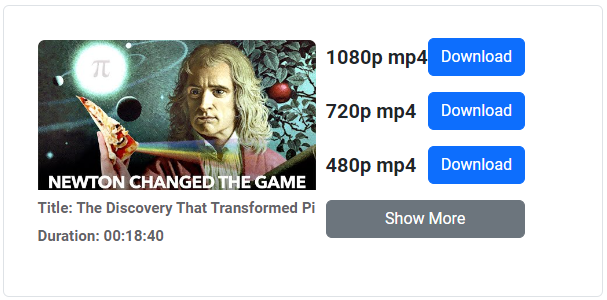 π
NEWTON CHANGED THE GAME
Title: The Discovery That Transformed Pi
Duration: 00:18:40
1080p mp4 Download
720p mp4 Download
480p mp4 Download
Show More